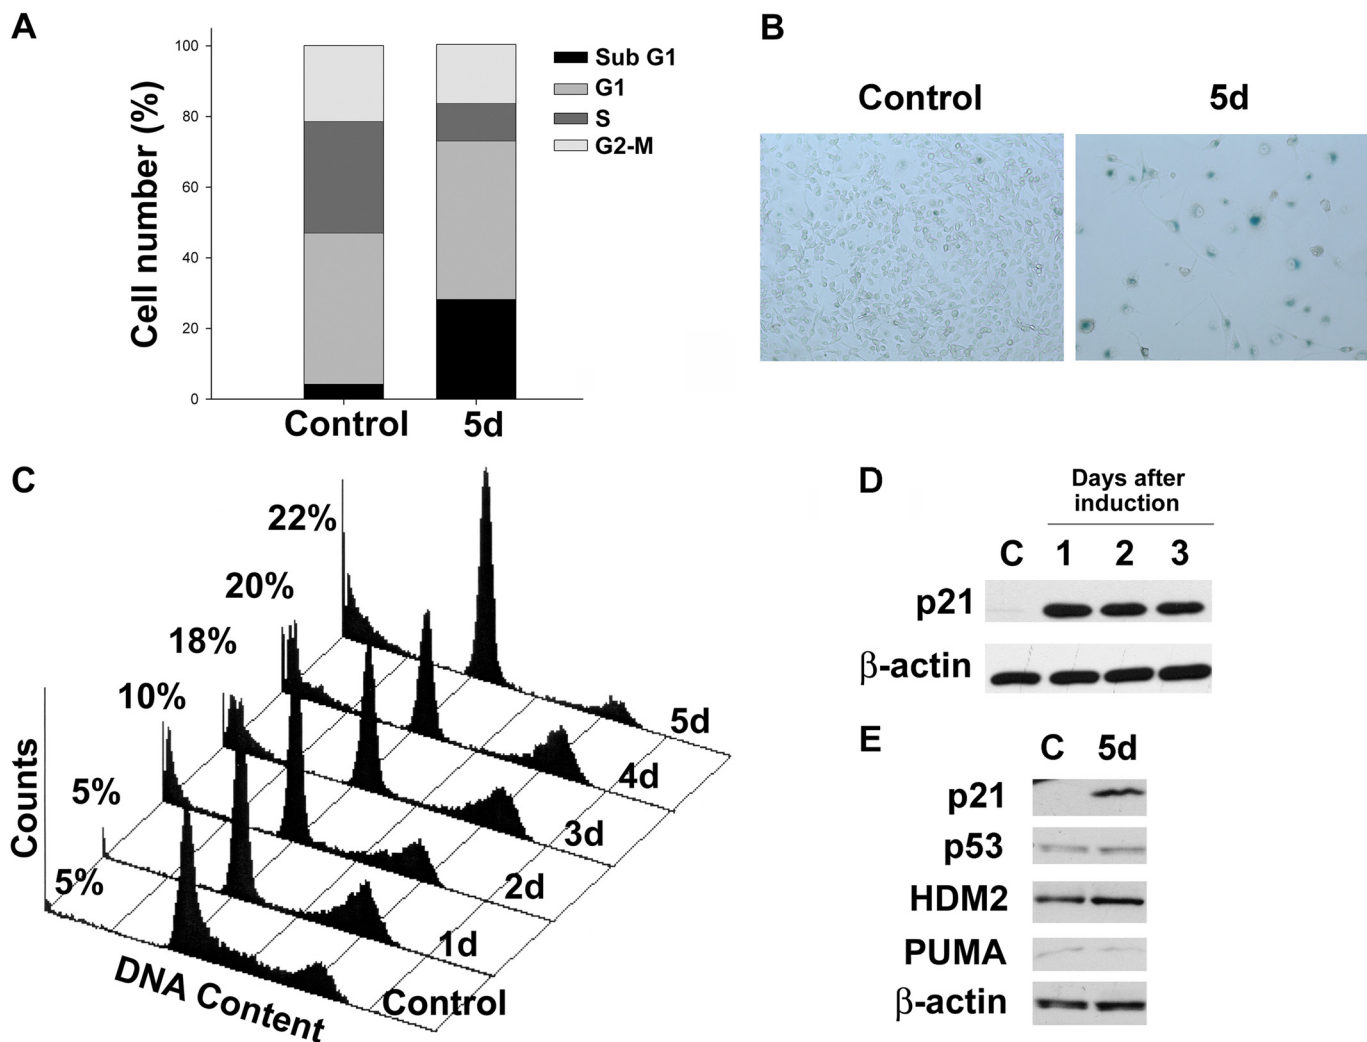 A
Cell number (%)
100
80
60
40
20
0
Control
5d
Sub G1
G1
S
G2-M
B
Control
5d
C
Counts
22%
20%
18%
10%
5%
5%
5d
4d
3d
2d
1d
Control
DNA Content
D
Days after
induction
C 1 2 3
p21
β-actin
E
C 5d
p21
p53
HDM2
PUMA
β-actin